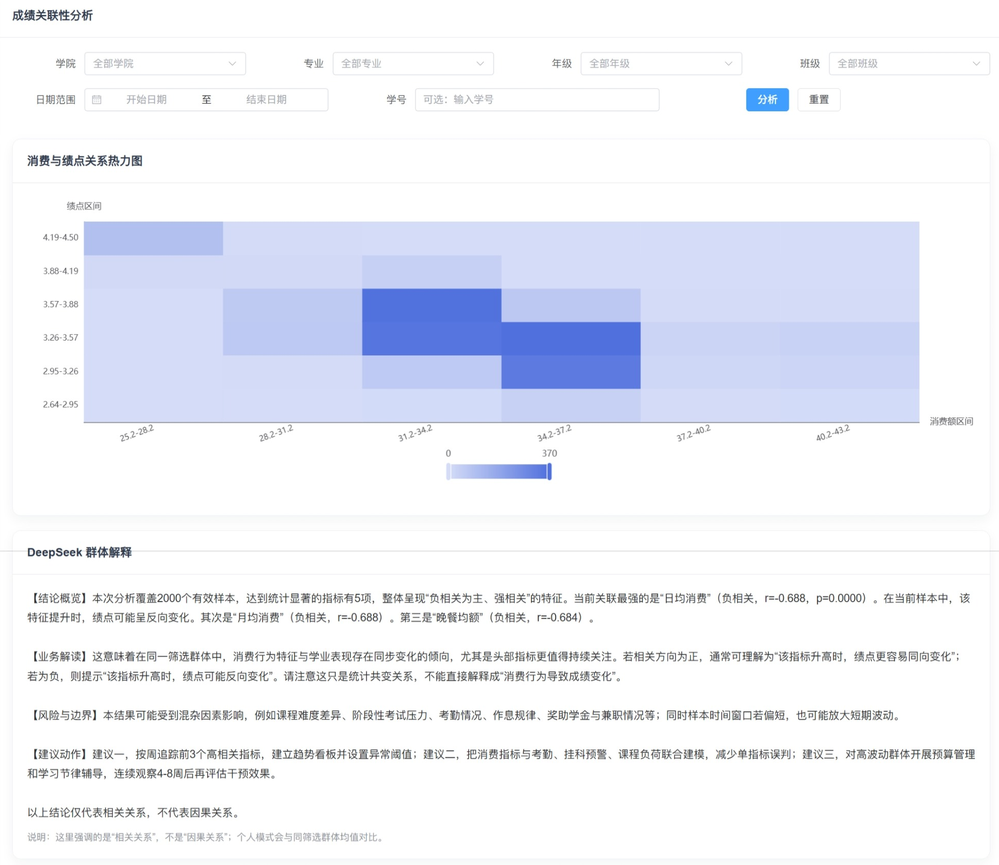 成绩关联性分析
学院 全部学院 专业 全部专业 年级 全部年级 班级 全部班级
日期范围 开始日期 至 结束日期 学号 可选：输入学号 分析 重置
消费与绩点关系热力图
绩点区间
4.19-4.50
3.88-4.19
3.57-3.88
3.26-3.57
2.95-3.26
2.64-2.95
消费额区间
25.2-28.2 28.2-31.2 31.2-34.2 34.2-37.2 37.2-40.2 40.2-43.2
0 370
DeepSeek 群体解释
【结论概览】本次分析覆盖2000个有效样本，达到统计显著的指标有5项，整体呈现“负相关为主、强相关”的特征。当前关联最强的是“日均消费”（负相关，r=-0.688，p=0.0000）。在当前样本中，该
特征提升时，绩点可能呈反向变化。其次是“月均消费”（负相关，r=-0.688）。第三是“晚餐均额”（负相关，r=-0.684）。
【业务解读】这意味着在同一筛选群体中，消费行为特征与学业表现存在同步变化的倾向，尤其是头部指标更值得持续关注。若相关方向为正，通常可理解为“该指标升高时，绩点更容易同向变化”；
若为负，则提示“该指标升高时，绩点可能反向变化”。请注意这只是统计共变关系，不能直接解释成“消费行为导致成绩变化”。
【风险与边界】本结果可能受到混杂因素影响，例如课程难度差异、阶段性考试压力、考勤情况、作息规律、奖助学金与兼职情况等；同时样本时间窗口若偏短，也可能放大短期波动。
【建议动作】建议一，按周追踪前3个高相关指标，建立趋势看板并设置异常阈值；建议二，把消费指标与考勤、挂科预警、课程负荷联合建模，减少单指标误判；建议三，对高波动群体开展预算管理
和学习节律辅导，连续观察4-8周后再评估干预效果。
以上结论仅代表相关关系，不代表因果关系。
说明：这里强调的是“相关关系”，不是“因果关系”；个人模式会与同筛选群体均值对比。